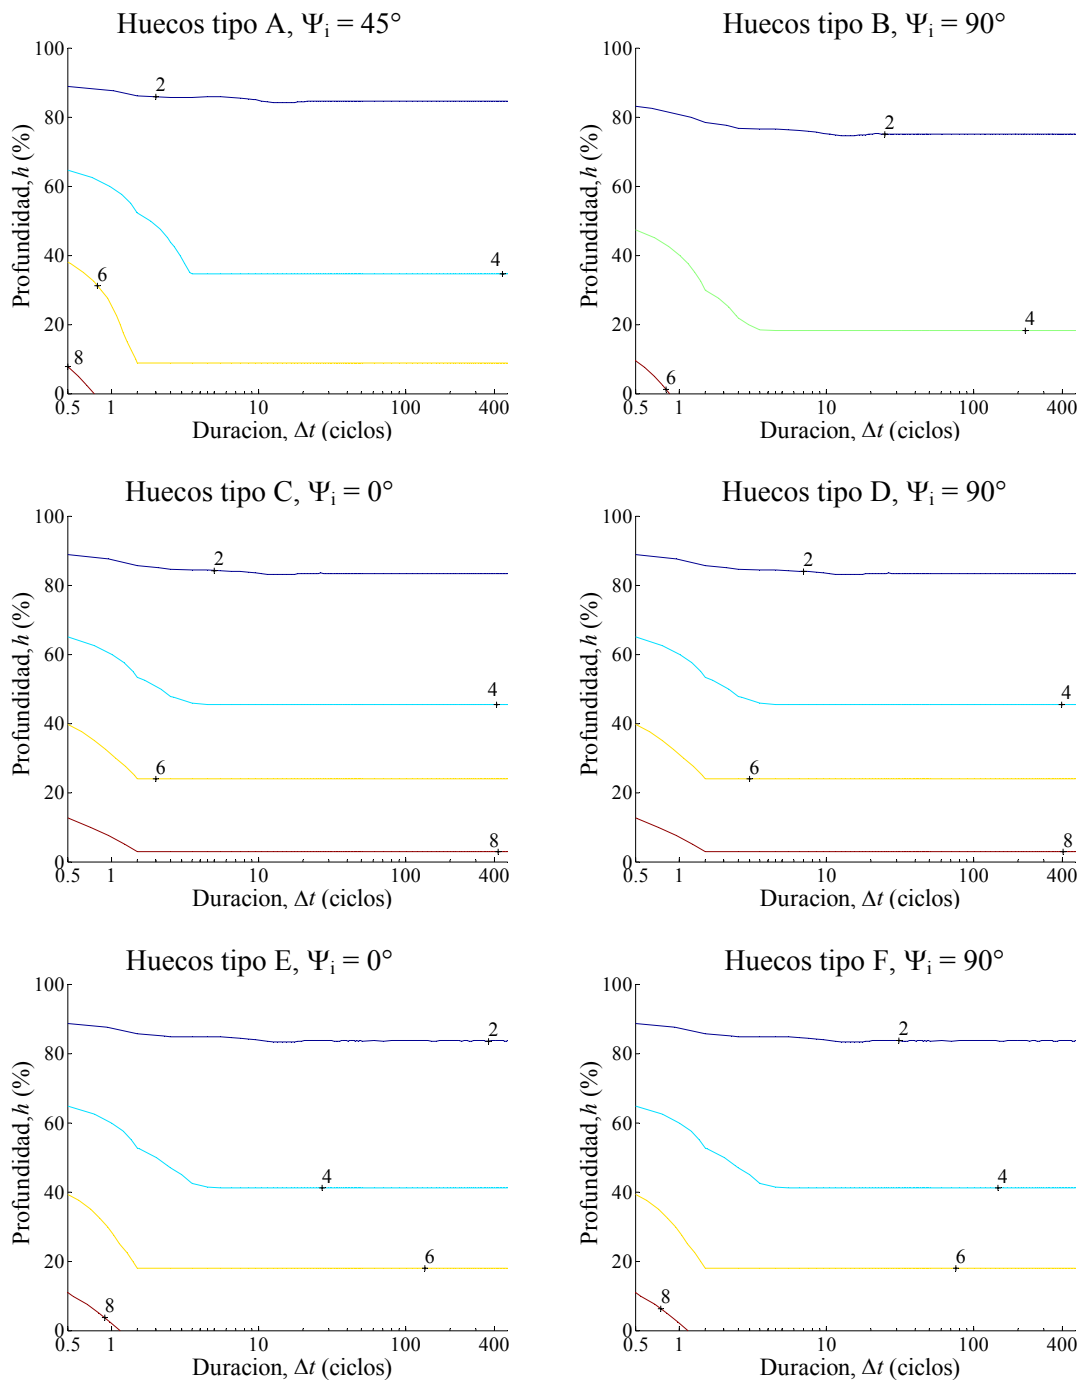 Huecos tipo A, Ψi = 45°
Profundidad, h (%)
100
80
60
40
20
0
2
4
6
8
0.5 1 10 100 400
Duracion, Δt (ciclos)
Huecos tipo B, Ψi = 90°
Profundidad, h (%)
100
80
60
40
20
0
2
4
6
0.5 1 10 100 400
Duracion, Δt (ciclos)
Huecos tipo C, Ψi = 0°
Profundidad, h (%)
100
80
60
40
20
0
2
4
6
8
0.5 1 10 100 400
Duracion, Δt (ciclos)
Huecos tipo D, Ψi = 90°
Profundidad, h (%)
100
80
60
40
20
0
2
4
6
8
0.5 1 10 100 400
Duracion, Δt (ciclos)
Huecos tipo E, Ψi = 0°
Profundidad, h (%)
100
80
60
40
20
0
2
4
6
8
0.5 1 10 100 400
Duracion, Δt (ciclos)
Huecos tipo F, Ψi = 90°
Profundidad, h (%)
100
80
60
40
20
0
2
4
6
8
0.5 1 10 100 400
Duracion, Δt (ciclos)